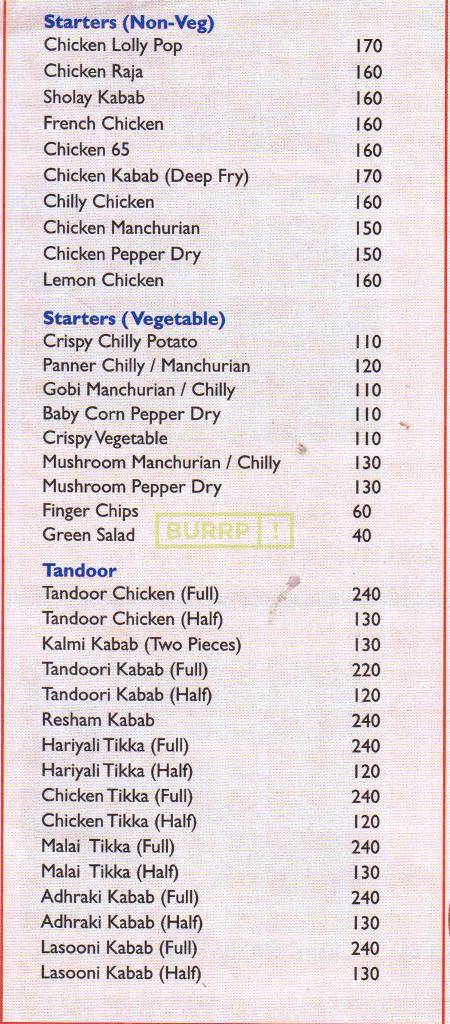 Starters (Non-Veg)
Chicken Lolly Pop 170
Chicken Raja 160
Sholay Kabab 160
French Chicken 160
Chicken 65 160
Chicken Kabab (Deep Fry) 170
Chilly Chicken 160
Chicken Manchurian 150
Chicken Pepper Dry 150
Lemon Chicken 160
Starters (Vegetable)
Crispy Chilly Potato 110
Panner Chilly / Manchurian 120
Gobi Manchurian / Chilly 110
Baby Corn Pepper Dry 110
Crispy Vegetable 110
Mushroom Manchurian / Chilly 130
Mushroom Pepper Dry 130
Finger Chips 60
Green Salad 40
BURRP!
Tandoor
Tandoor Chicken (Full) 240
Tandoor Chicken (Half) 130
Kalmi Kabab (Two Pieces) 130
Tandoori Kabab (Full) 220
Tandoori Kabab (Half) 120
Resham Kabab 240
Hariyali Tikka (Full) 240
Hariyali Tikka (Half) 120
Chicken Tikka (Full) 240
Chicken Tikka (Half) 120
Malai Tikka (Full) 240
Malai Tikka (Half) 130
Adhraki Kabab (Full) 240
Adhraki Kabab (Half) 130
Lasooni Kabab (Full) 240
Lasooni Kabab (Half) 130